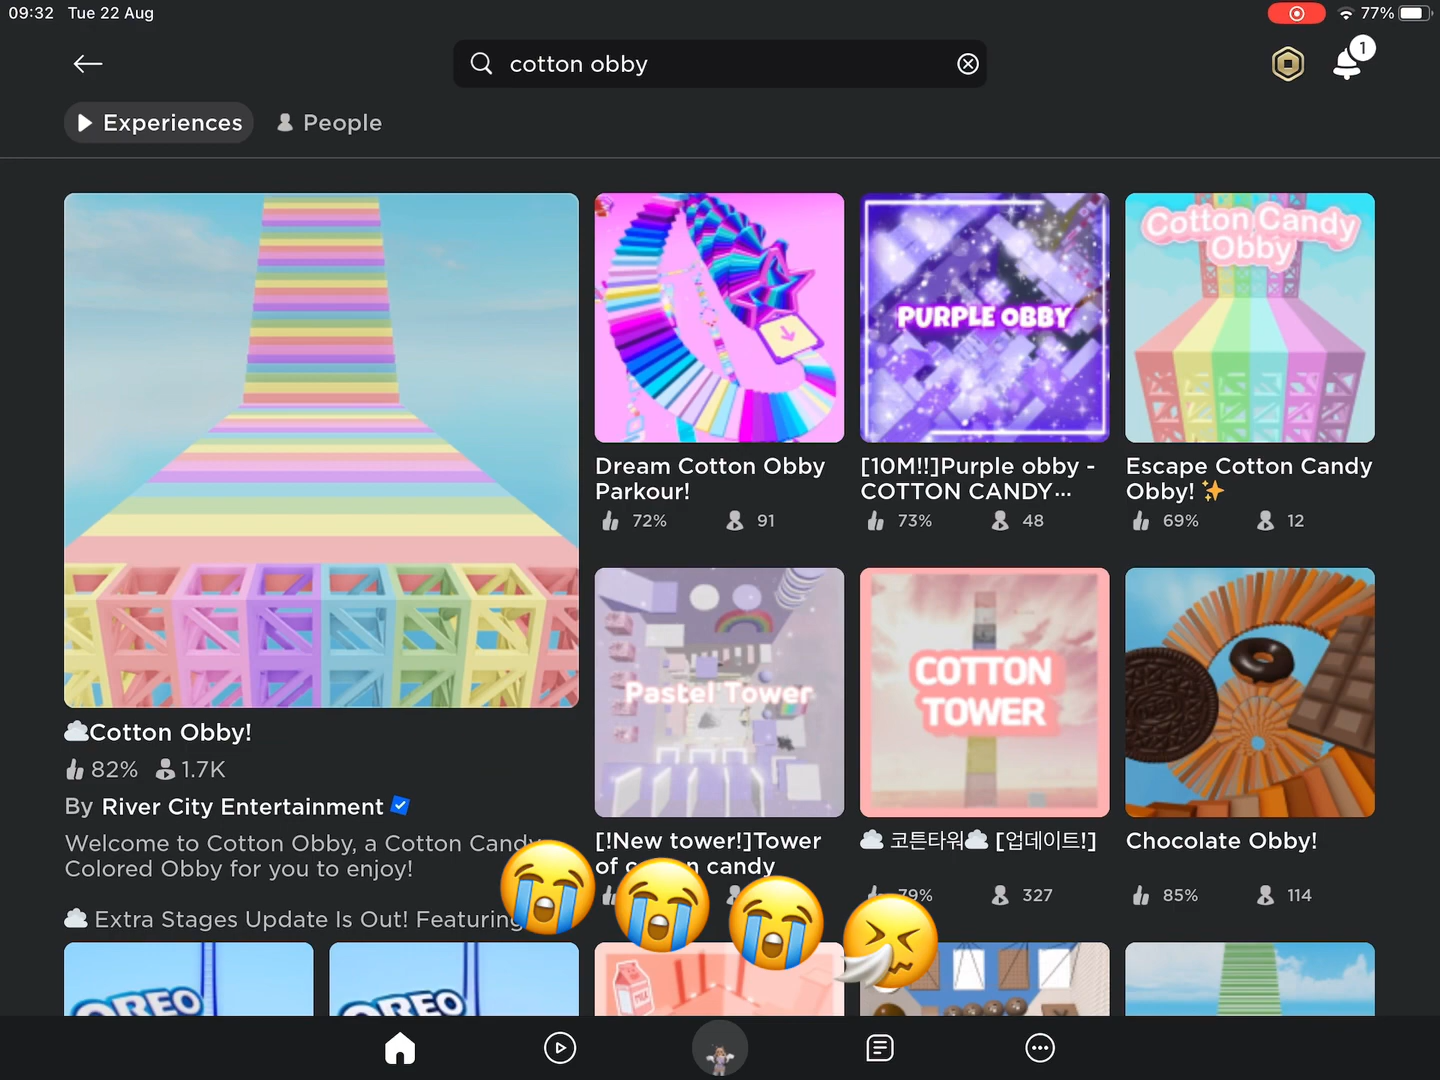 09:32 Tue 22 Aug
77%
cotton obby
1
Experiences
People
Cotton Candy
Obby
PURPLE OBBY
Dream Cotton Obby
Parkour!
72% 91
[10M!!]Purple obby -
COTTON CANDY...
73% 48
Escape Cotton Candy
Obby! ✨
69% 12
Pastel Tower
COTTON
TOWER
☁️Cotton Obby!
82% 1.7K
By River City Entertainment
Welcome to Cotton Obby, a Cotton Candy
Colored Obby for you to enjoy!
☁️ Extra Stages Update Is Out! Featuring
[!New tower!]Tower
of cotton candy
☁️ 코튼타워☁️ [업데이트!]
79% 327
Chocolate Obby!
85% 114
OREO
OREO
MILK